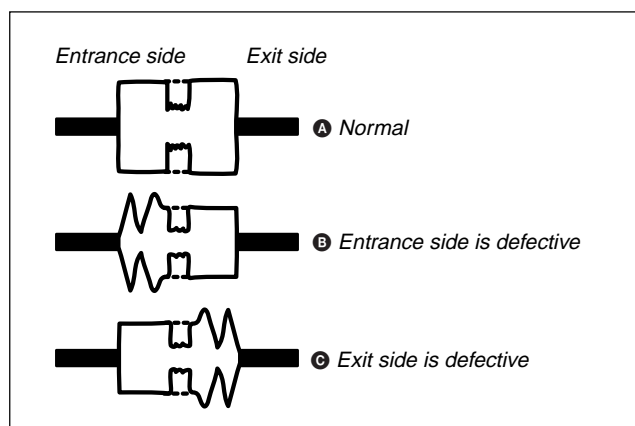 Entrance side Exit side
A Normal
B Entrance side is defective
C Exit side is defective